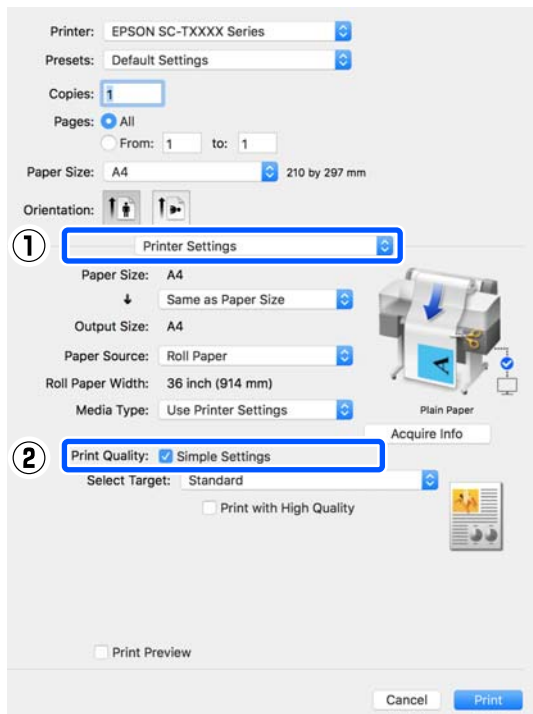 Printer: EPSON SC-TXXXX Series
Presets: Default Settings
Copies: 1
Pages: All
From: 1 to: 1
Paper Size: A4 210 by 297 mm
Orientation:
1 Printer Settings
Paper Size: A4
Same as Paper Size
Output Size: A4
Paper Source: Roll Paper
Roll Paper Width: 36 inch (914 mm)
Media Type: Use Printer Settings
Plain Paper
Acquire Info
2 Print Quality: Simple Settings
Select Target: Standard
Print with High Quality
Print Preview
Cancel Print